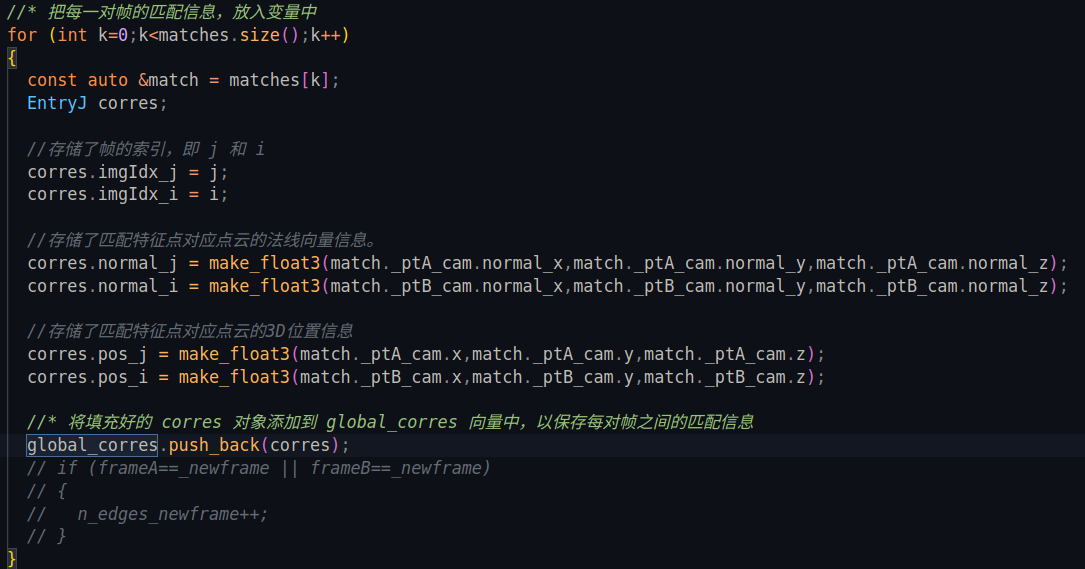 //* 把每一对帧的匹配信息，放入变量中
for (int k=0;k<matches.size();k++)
{
const auto &match = matches[k];
EntryJ corres;
//存储了帧的索引，即 j 和 i
corres.imgIdx_j = j;
corres.imgIdx_i = i;
//存储了匹配特征点对应点云的法线向量信息。
corres.normal_j = make_float3(match._ptA_cam.normal_x,match._ptA_cam.normal_y,match._ptA_cam.normal_z);
corres.normal_i = make_float3(match._ptB_cam.normal_x,match._ptB_cam.normal_y,match._ptB_cam.normal_z);
//存储了匹配特征点对应点云的3D位置信息
corres.pos_j = make_float3(match._ptA_cam.x,match._ptA_cam.y,match._ptA_cam.z);
corres.pos_i = make_float3(match._ptB_cam.x,match._ptB_cam.y,match._ptB_cam.z);
//* 将填充好的 corres 对象添加到 global_corres 向量中，以保存每对帧之间的匹配信息
global_corres.push_back(corres);
// if (frameA==_newframe || frameB==_newframe)
// {
//   n_edges_newframe++;
// }
}